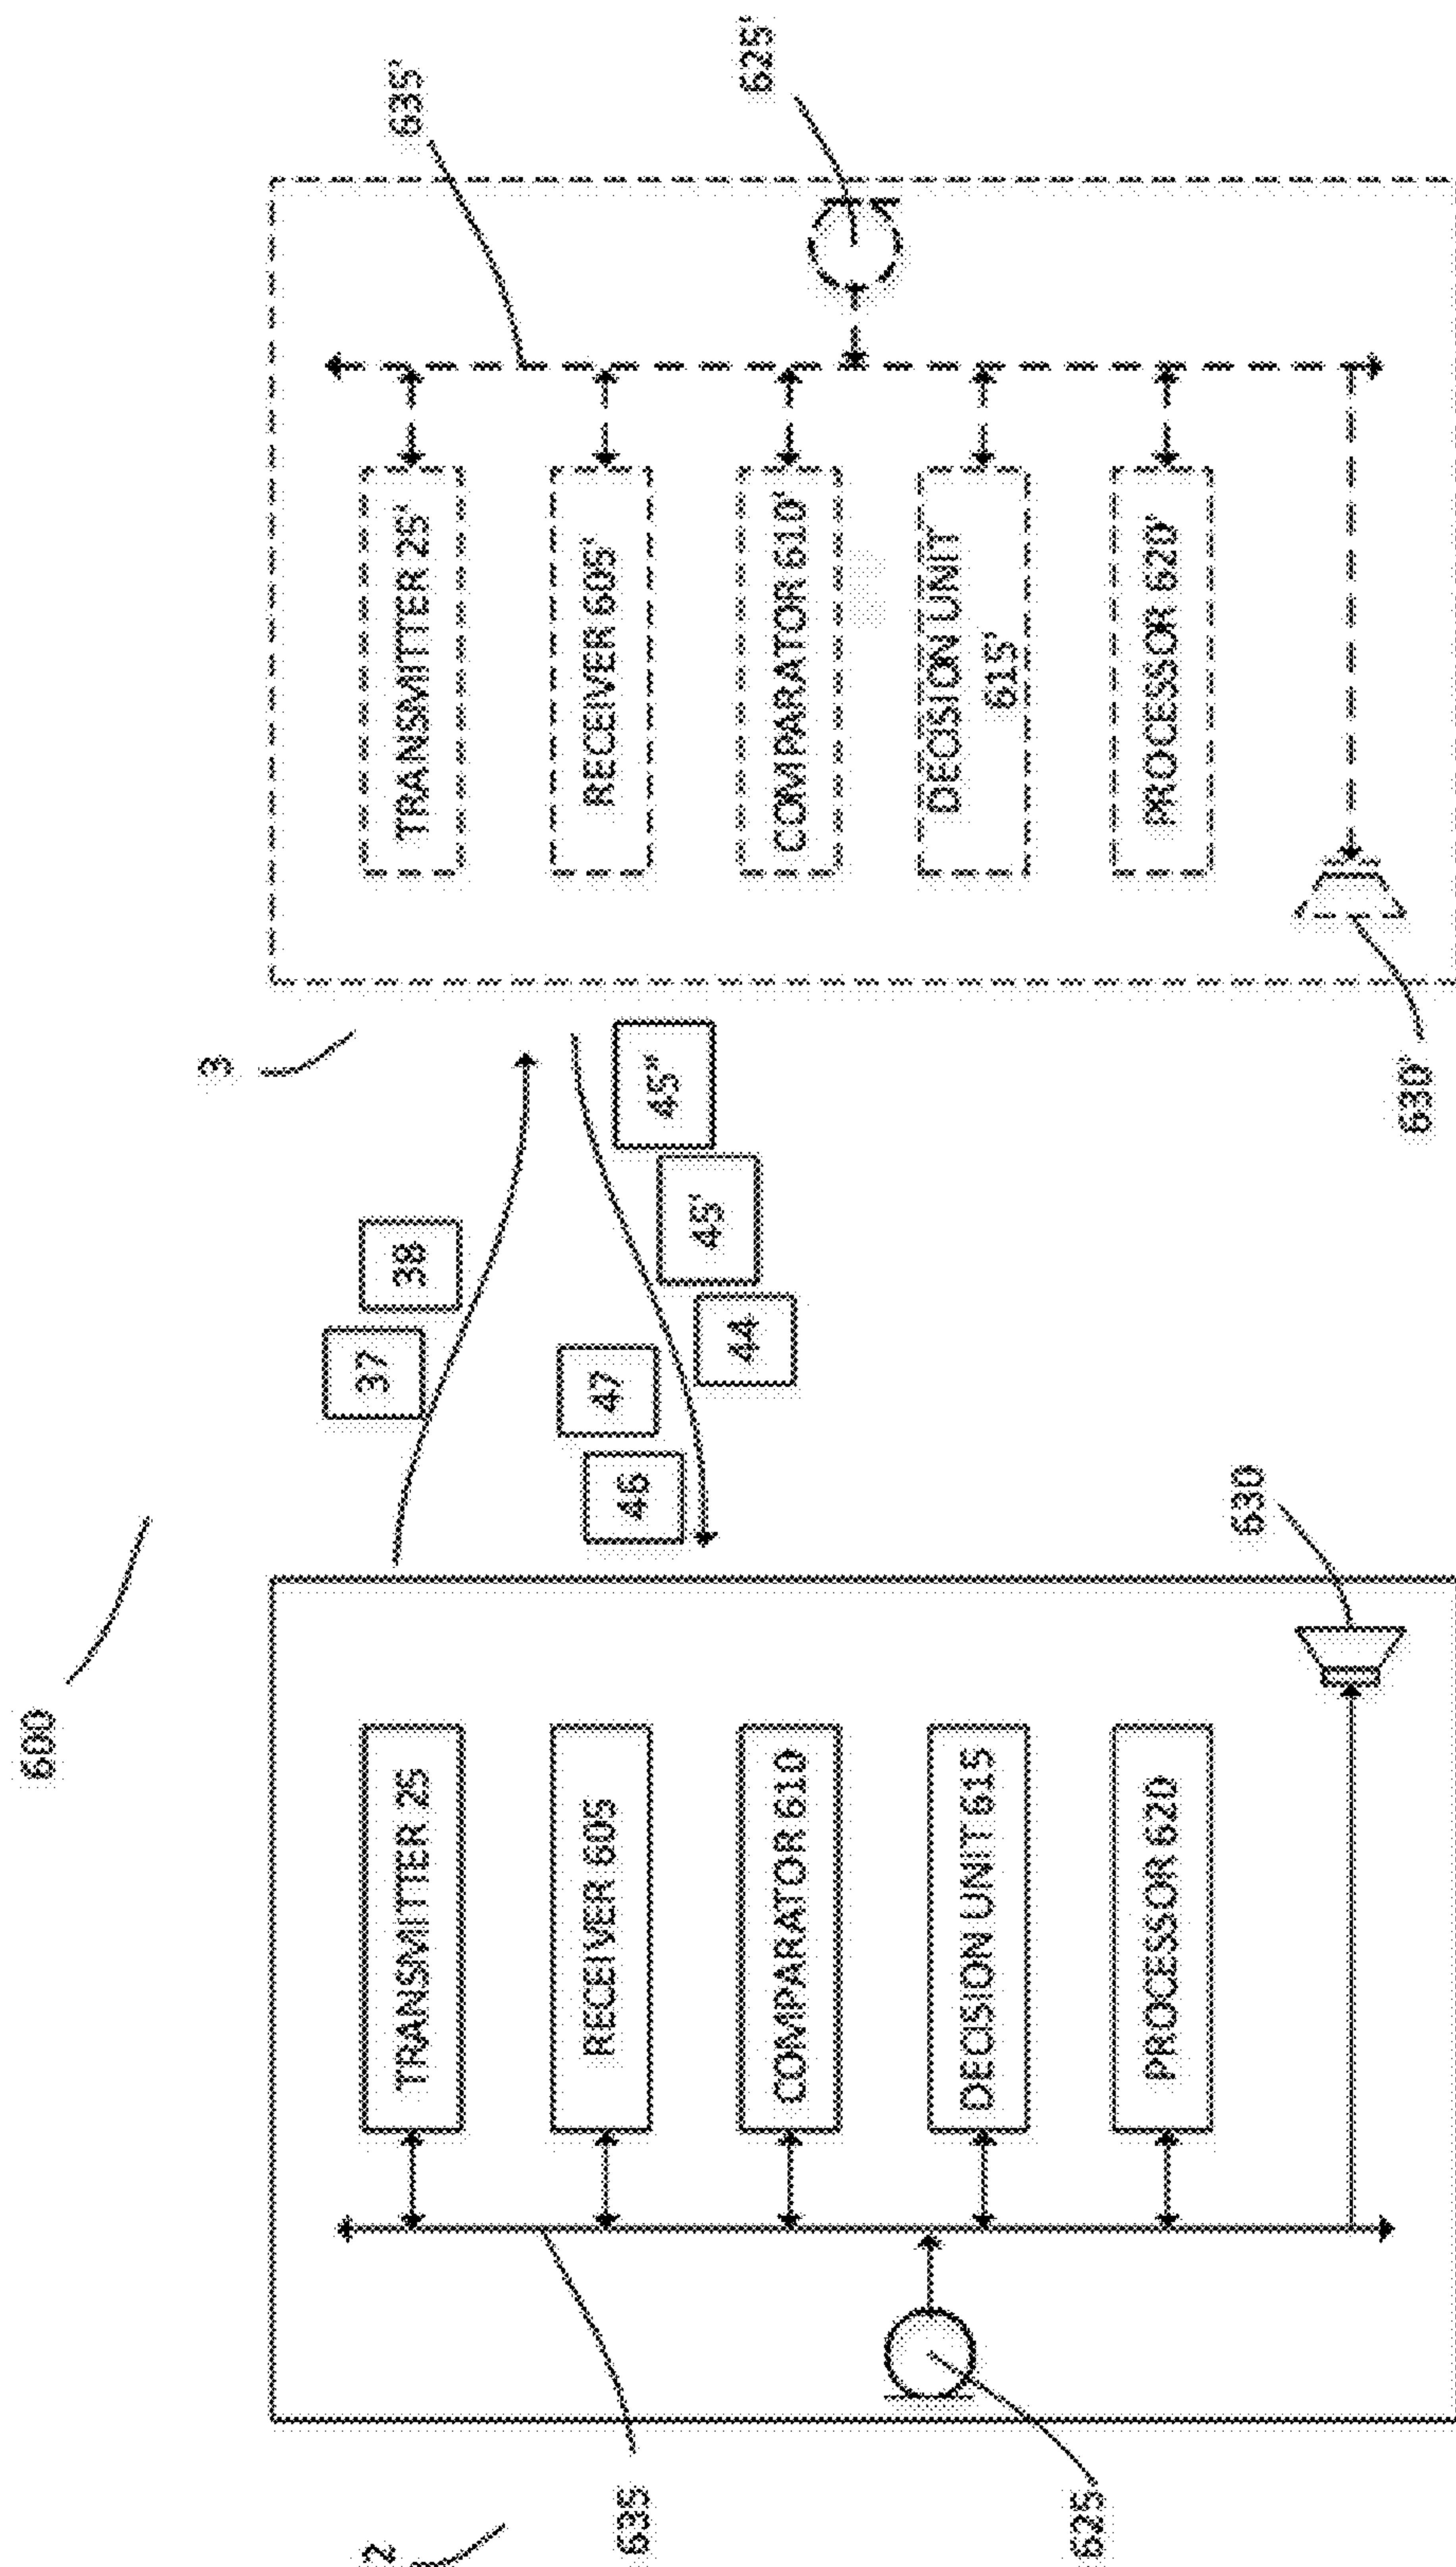 600
2
3
635
625
TRANSMITTER 25
RECEIVER 605
COMPARATOR 610
DECISION UNIT 615
PROCESSOR 620
630
37
38
46
47
44
45'
45"
TRANSMITTER 25'
RECEIVER 605'
COMPARATOR 610'
DECISION UNIT
615'
PROCESSOR 620'
630'
635'
625'